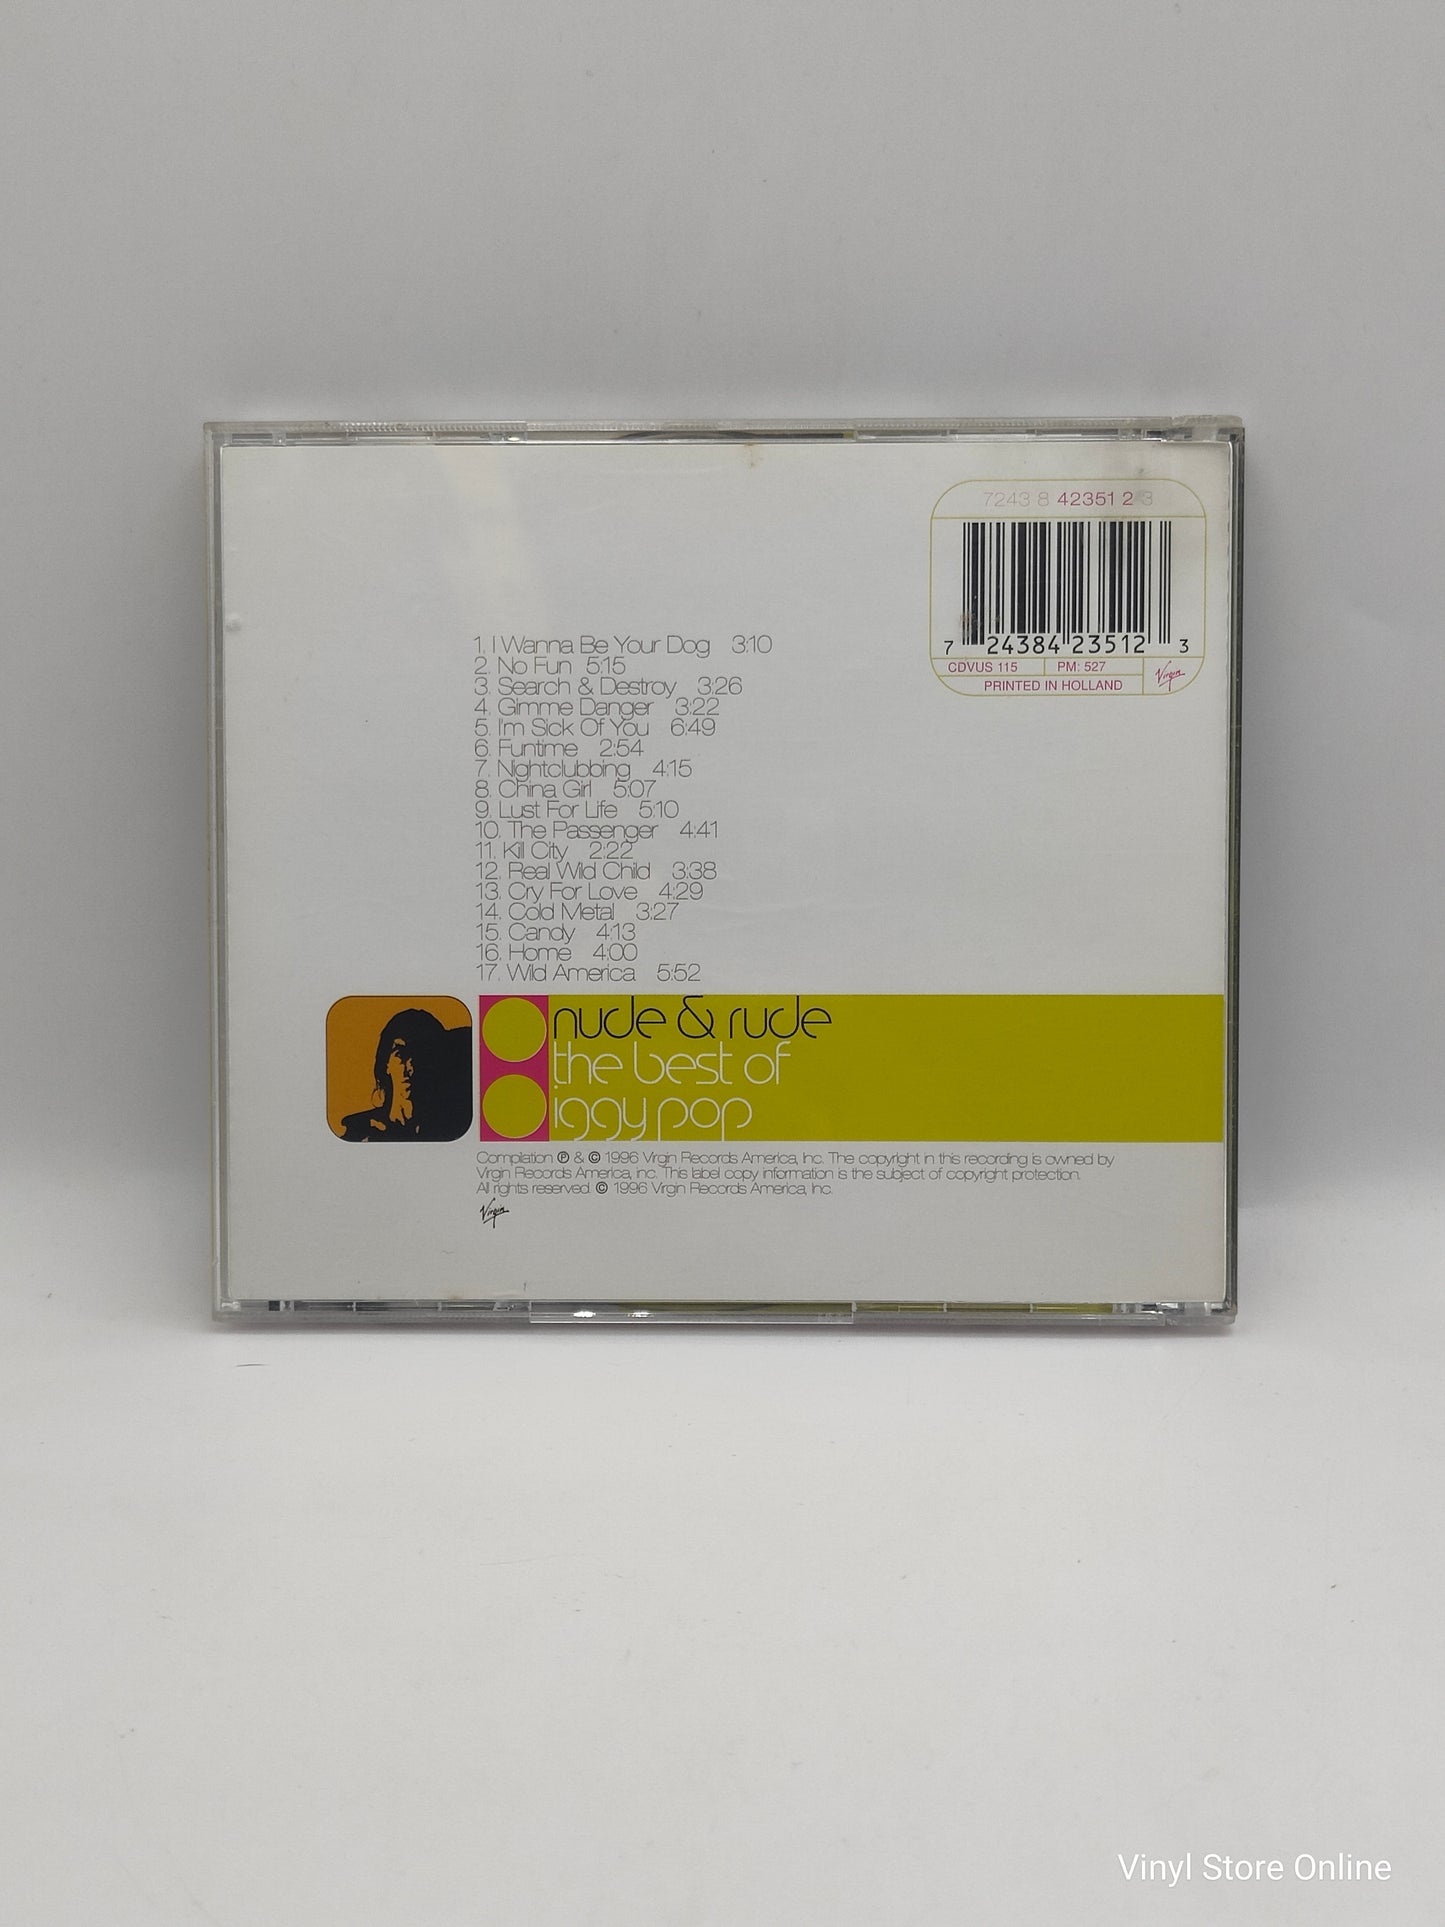 7243 8 42351 2 3
7 24384 23512 3
CDVUS 115 PM: 527
PRINTED IN HOLLAND
Virgin
1. I Wanna Be Your Dog 3:10
2. No Fun 5:15
3. Search & Destroy 3:26
4. Gimme Danger 3:22
5. I'm Sick Of You 6:49
6. Funtime 2:54
7. Nightclubbing 4:15
8. China Girl 5:07
9. Lust For Life 5:10
10. The Passenger 4:41
11. Kill City 2:22
12. Real Wild Child 3:38
13. Cry For Love 4:29
14. Cold Metal 3:27
15. Candy 4:13
16. Home 4:00
17. Wild America 5:52
nude & rude
the best of
iggy pop
Compilation ℗ & © 1996 Virgin Records America, Inc. The copyright in this recording is owned by
Virgin Records America, Inc. This label copy information is the subject of copyright protection.
All rights reserved. © 1996 Virgin Records America, Inc.
Virgin
Vinyl Store Online